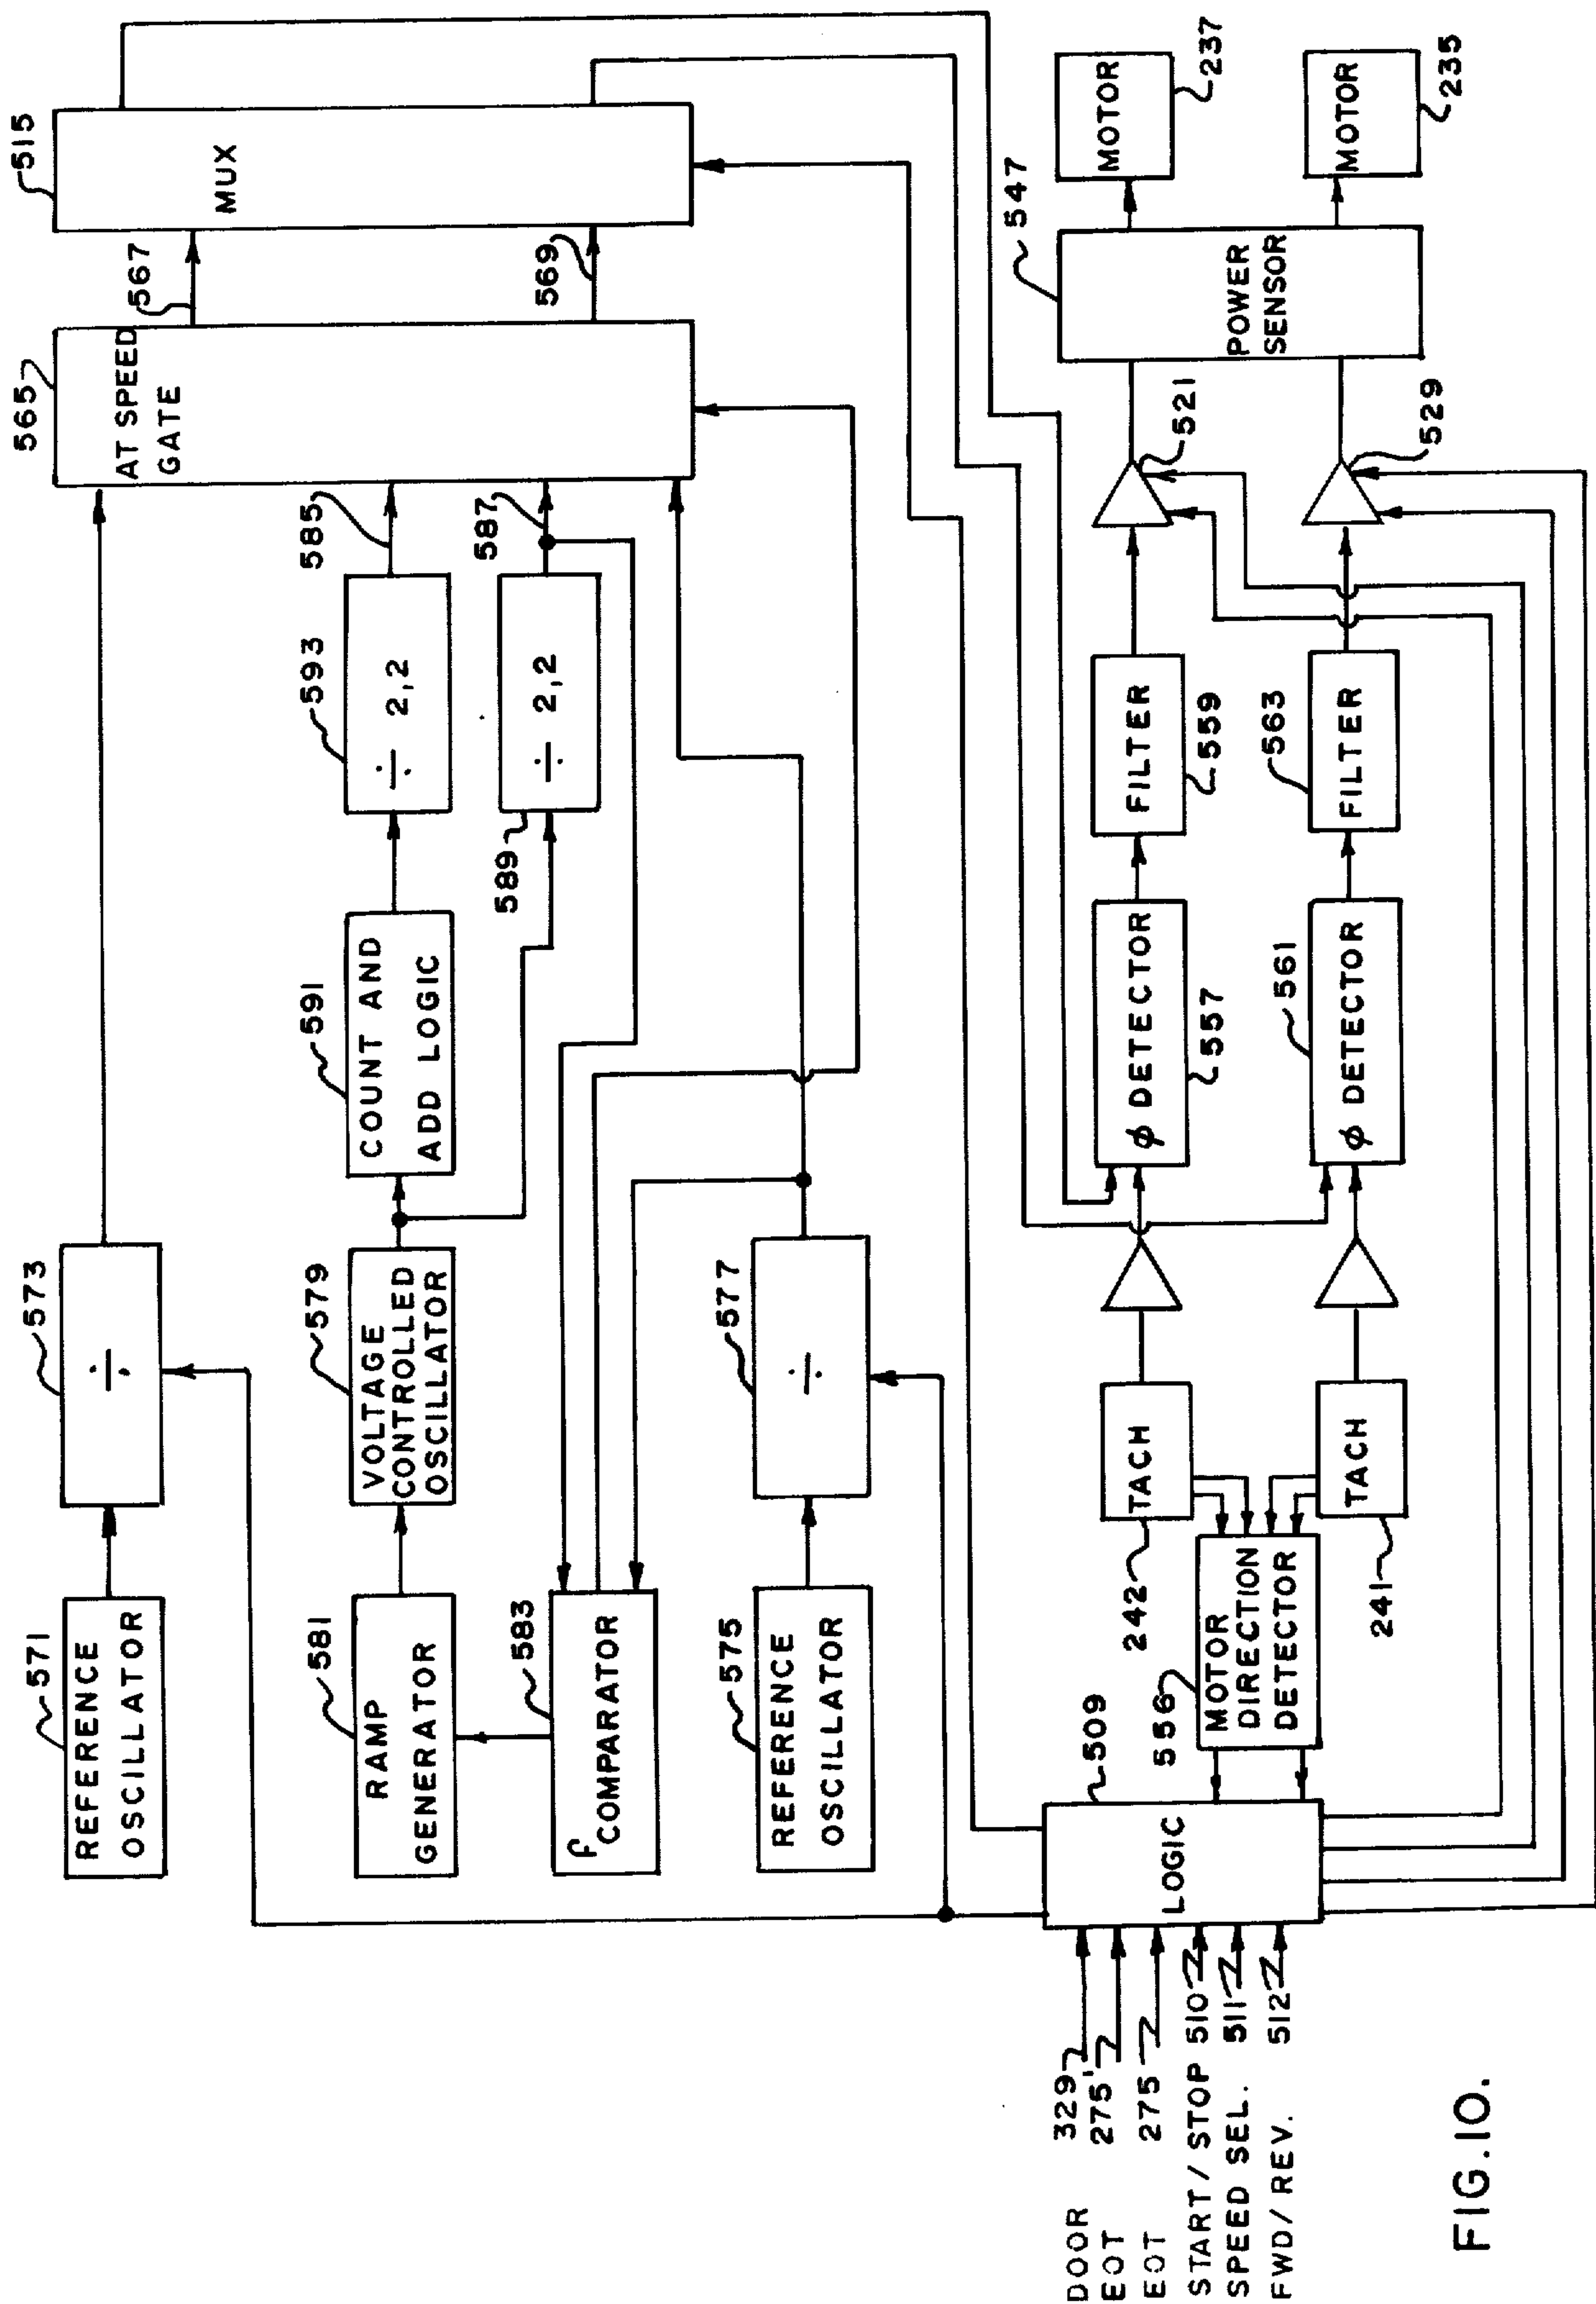 571
REFERENCE
OSCILLATOR
573
÷
565
AT SPEED
GATE
567
569
515
MUX
581
RAMP
GENERATOR
579
VOLTAGE
CONTROLLED
OSCILLATOR
591
COUNT AND
ADD LOGIC
593
÷ 2,2
585
589
÷ 2,2
587
583
f COMPARATOR
575
REFERENCE
OSCILLATOR
577
÷
DOOR 329
EOT 275'
EOT 275
START/STOP 510
SPEED SEL. 511
FWD/REV. 512
509
LOGIC
556
MOTOR
DIRECTION
DETECTOR
242
TACH
241
TACH
ϕ DETECTOR
557
561
ϕ DETECTOR
FILTER
559
563
FILTER
521
529
547
POWER
SENSOR
MOTOR
237
MOTOR
235
FIG.10.